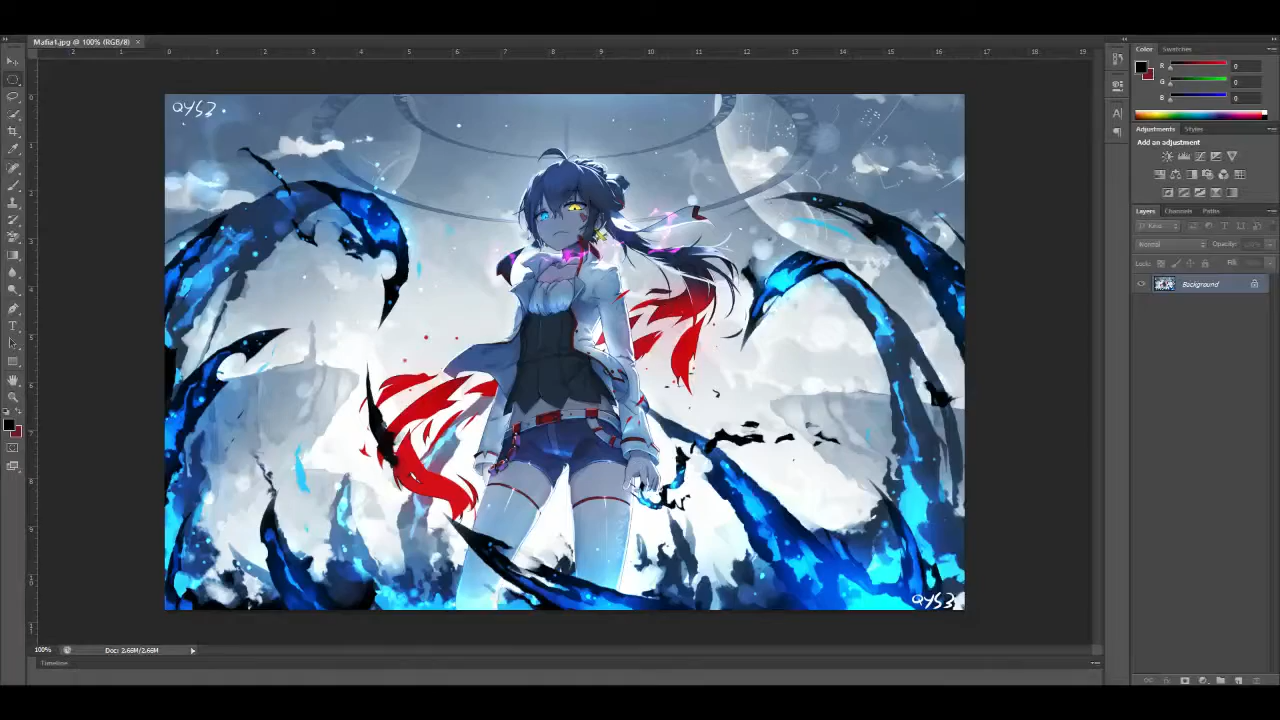 Mafia1.jpg @ 100% (RGB/8)
Color
Swatches
R
0
G
0
B
0
Adjustments
Styles
Add an adjustment
Layers
Channels
Paths
Kind
Normal
Opacity:
Lock:
Fill:
Background
QYS3
QYS3
100%
Doc: 2.66M/2.66M
Timeline